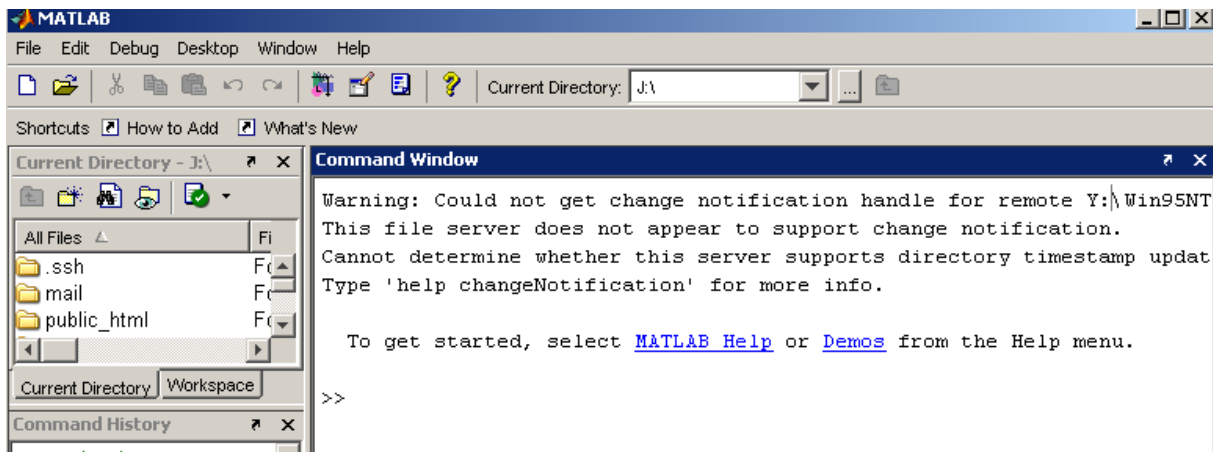 MATLAB
File Edit Debug Desktop Window Help
Current Directory: J:\ ...
Shortcuts How to Add What's New
Current Directory - J:\
All Files Fi
.ssh
mail
public_html
Current Directory Workspace
Command History
Command Window
Warning: Could not get change notification handle for remote Y:\Win95NT
This file server does not appear to support change notification.
Cannot determine whether this server supports directory timestamp updat
Type 'help changeNotification' for more info.
To get started, select MATLAB Help or Demos from the Help menu.
>>